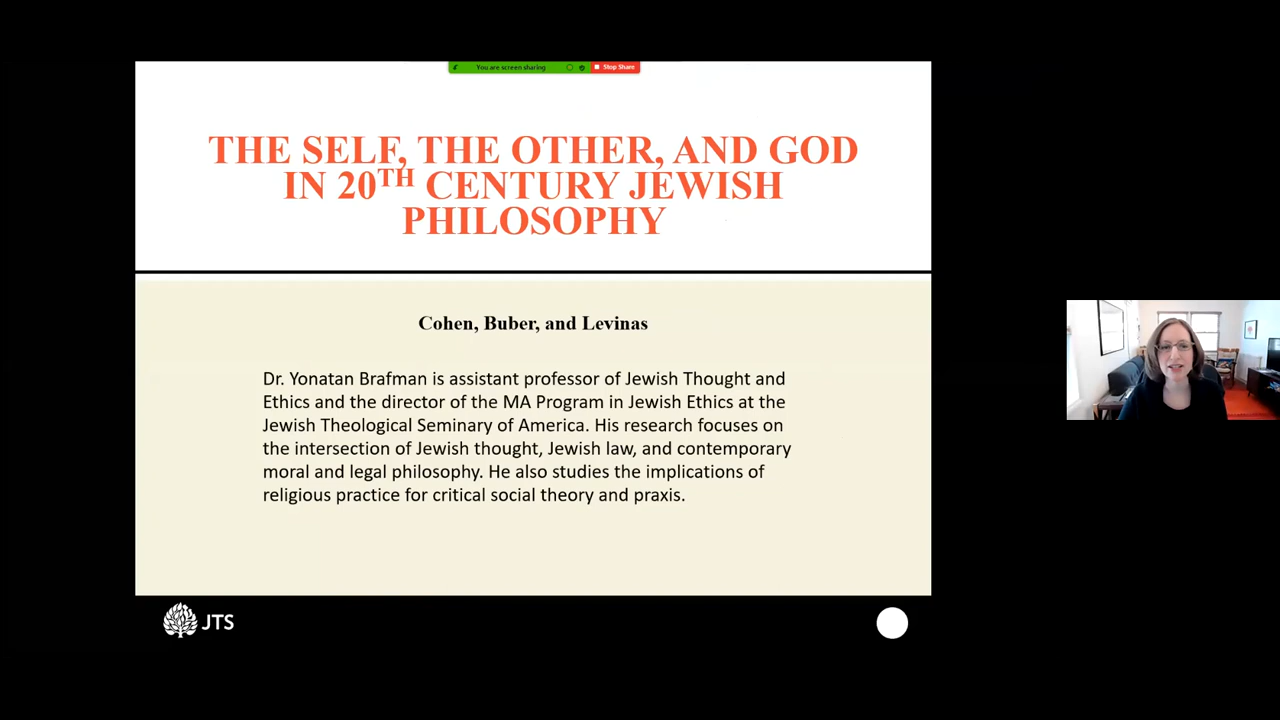 You are screen sharing Stop Share
THE SELF, THE OTHER, AND GOD
IN 20TH CENTURY JEWISH
PHILOSOPHY
Cohen, Buber, and Levinas
Dr. Yonatan Brafman is assistant professor of Jewish Thought and
Ethics and the director of the MA Program in Jewish Ethics at the
Jewish Theological Seminary of America. His research focuses on
the intersection of Jewish thought, Jewish law, and contemporary
moral and legal philosophy. He also studies the implications of
religious practice for critical social theory and praxis.
JTS